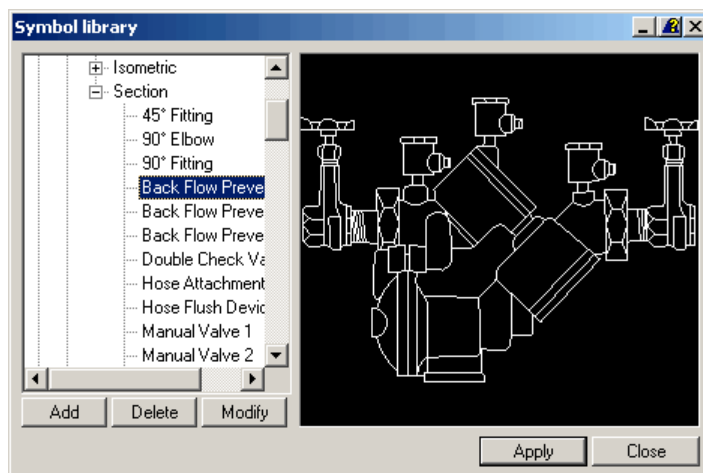 Symbol library
Isometric
Section
45° Fitting
90° Elbow
90° Fitting
Back Flow Preve
Back Flow Preve
Back Flow Preve
Double Check Va
Hose Attachment
Hose Flush Devic
Manual Valve 1
Manual Valve 2
Add Delete Modify
Apply Close